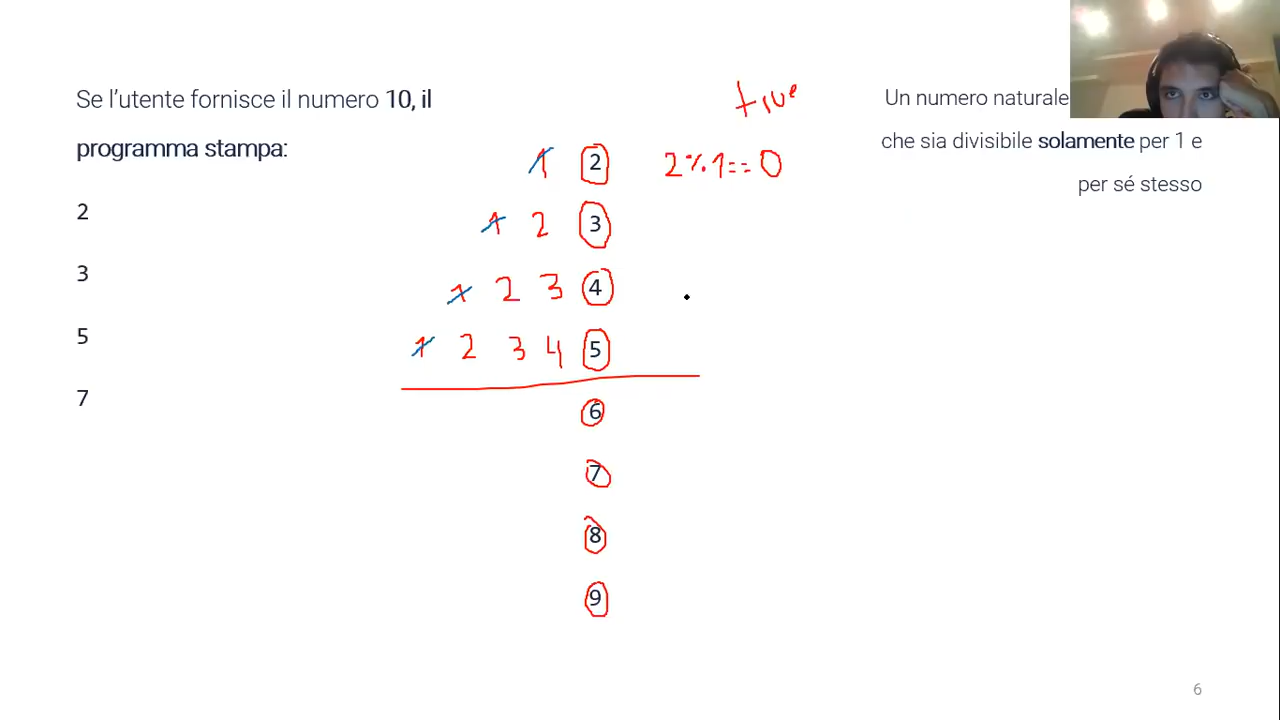 Se l’utente fornisce il numero 10, il
programma stampa:
2
3
5
7
1 2
1 2 3
1 2 3 4
1 2 3 4 5
6
7
8
9
true
2%1==0
Un numero naturale
che sia divisibile solamente per 1 e
per sé stesso
6